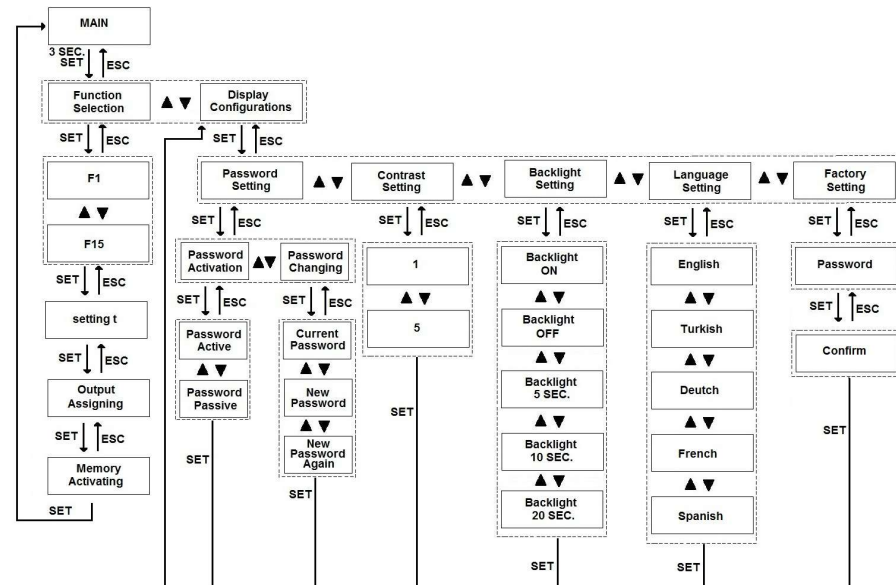 MAIN
3 SEC.
SET
ESC
Function
Selection
Display
Configurations
SET
ESC
SET
ESC
F1
F15
SET
ESC
setting t
SET
ESC
Output
Assigning
SET
ESC
Memory
Activating
SET
Password
Setting
Contrast
Setting
Backlight
Setting
Language
Setting
Factory
Setting
SET
ESC
SET
ESC
SET
ESC
SET
ESC
SET
ESC
Password
Activation
Password
Changing
SET
ESC
SET
ESC
Password
Active
Password
Passive
SET
Current
Password
New
Password
New
Password
Again
SET
1
5
SET
Backlight
ON
Backlight
OFF
Backlight
5 SEC.
Backlight
10 SEC.
Backlight
20 SEC.
SET
English
Turkish
Deutch
French
Spanish
SET
Password
SET
ESC
Confirm
SET